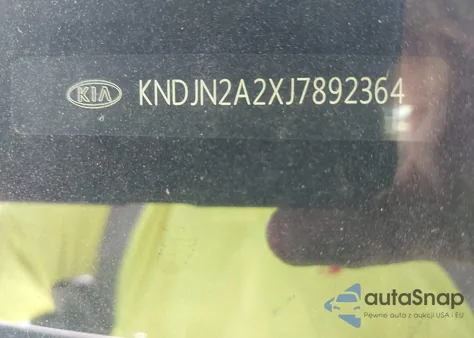 KIA KNDJN2A2XJ7892364
autoSnap
Pewne auta z aukcji USA i EU